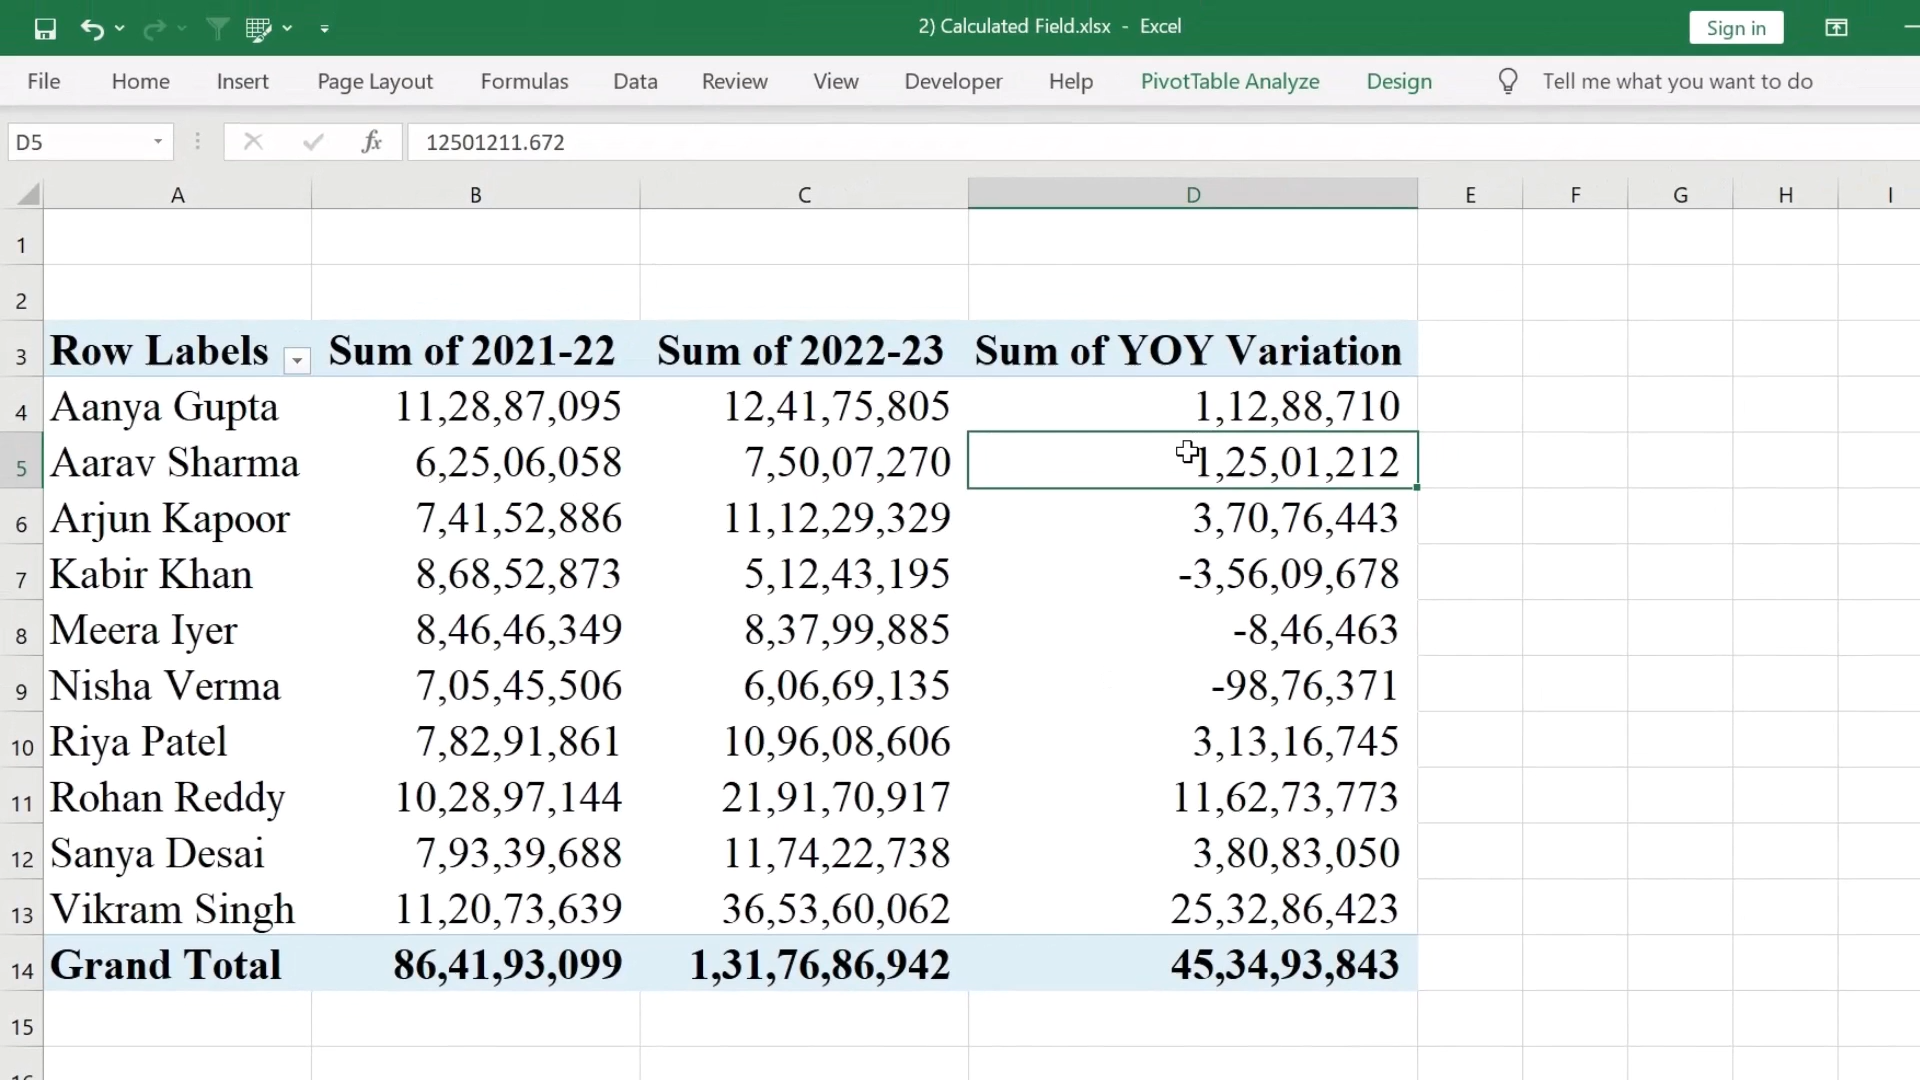 2) Calculated Field.xlsx - Excel
Sign in
File Home Insert Page Layout Formulas Data Review View Developer Help PivotTable Analyze Design Tell me what you want to do
D5 fx 12501211.672
A B C D E F G H I
1
2
3 Row Labels Sum of 2021-22 Sum of 2022-23 Sum of YOY Variation
4 Aanya Gupta 11,28,87,095 12,41,75,805 1,12,88,710
5 Aarav Sharma 6,25,06,058 7,50,07,270 1,25,01,212
6 Arjun Kapoor 7,41,52,886 11,12,29,329 3,70,76,443
7 Kabir Khan 8,68,52,873 5,12,43,195 -3,56,09,678
8 Meera Iyer 8,46,46,349 8,37,99,885 -8,46,463
9 Nisha Verma 7,05,45,506 6,06,69,135 -98,76,371
10 Riya Patel 7,82,91,861 10,96,08,606 3,13,16,745
11 Rohan Reddy 10,28,97,144 21,91,70,917 11,62,73,773
12 Sanya Desai 7,93,39,688 11,74,22,738 3,80,83,050
13 Vikram Singh 11,20,73,639 36,53,60,062 25,32,86,423
14 Grand Total 86,41,93,099 1,31,76,86,942 45,34,93,843
15